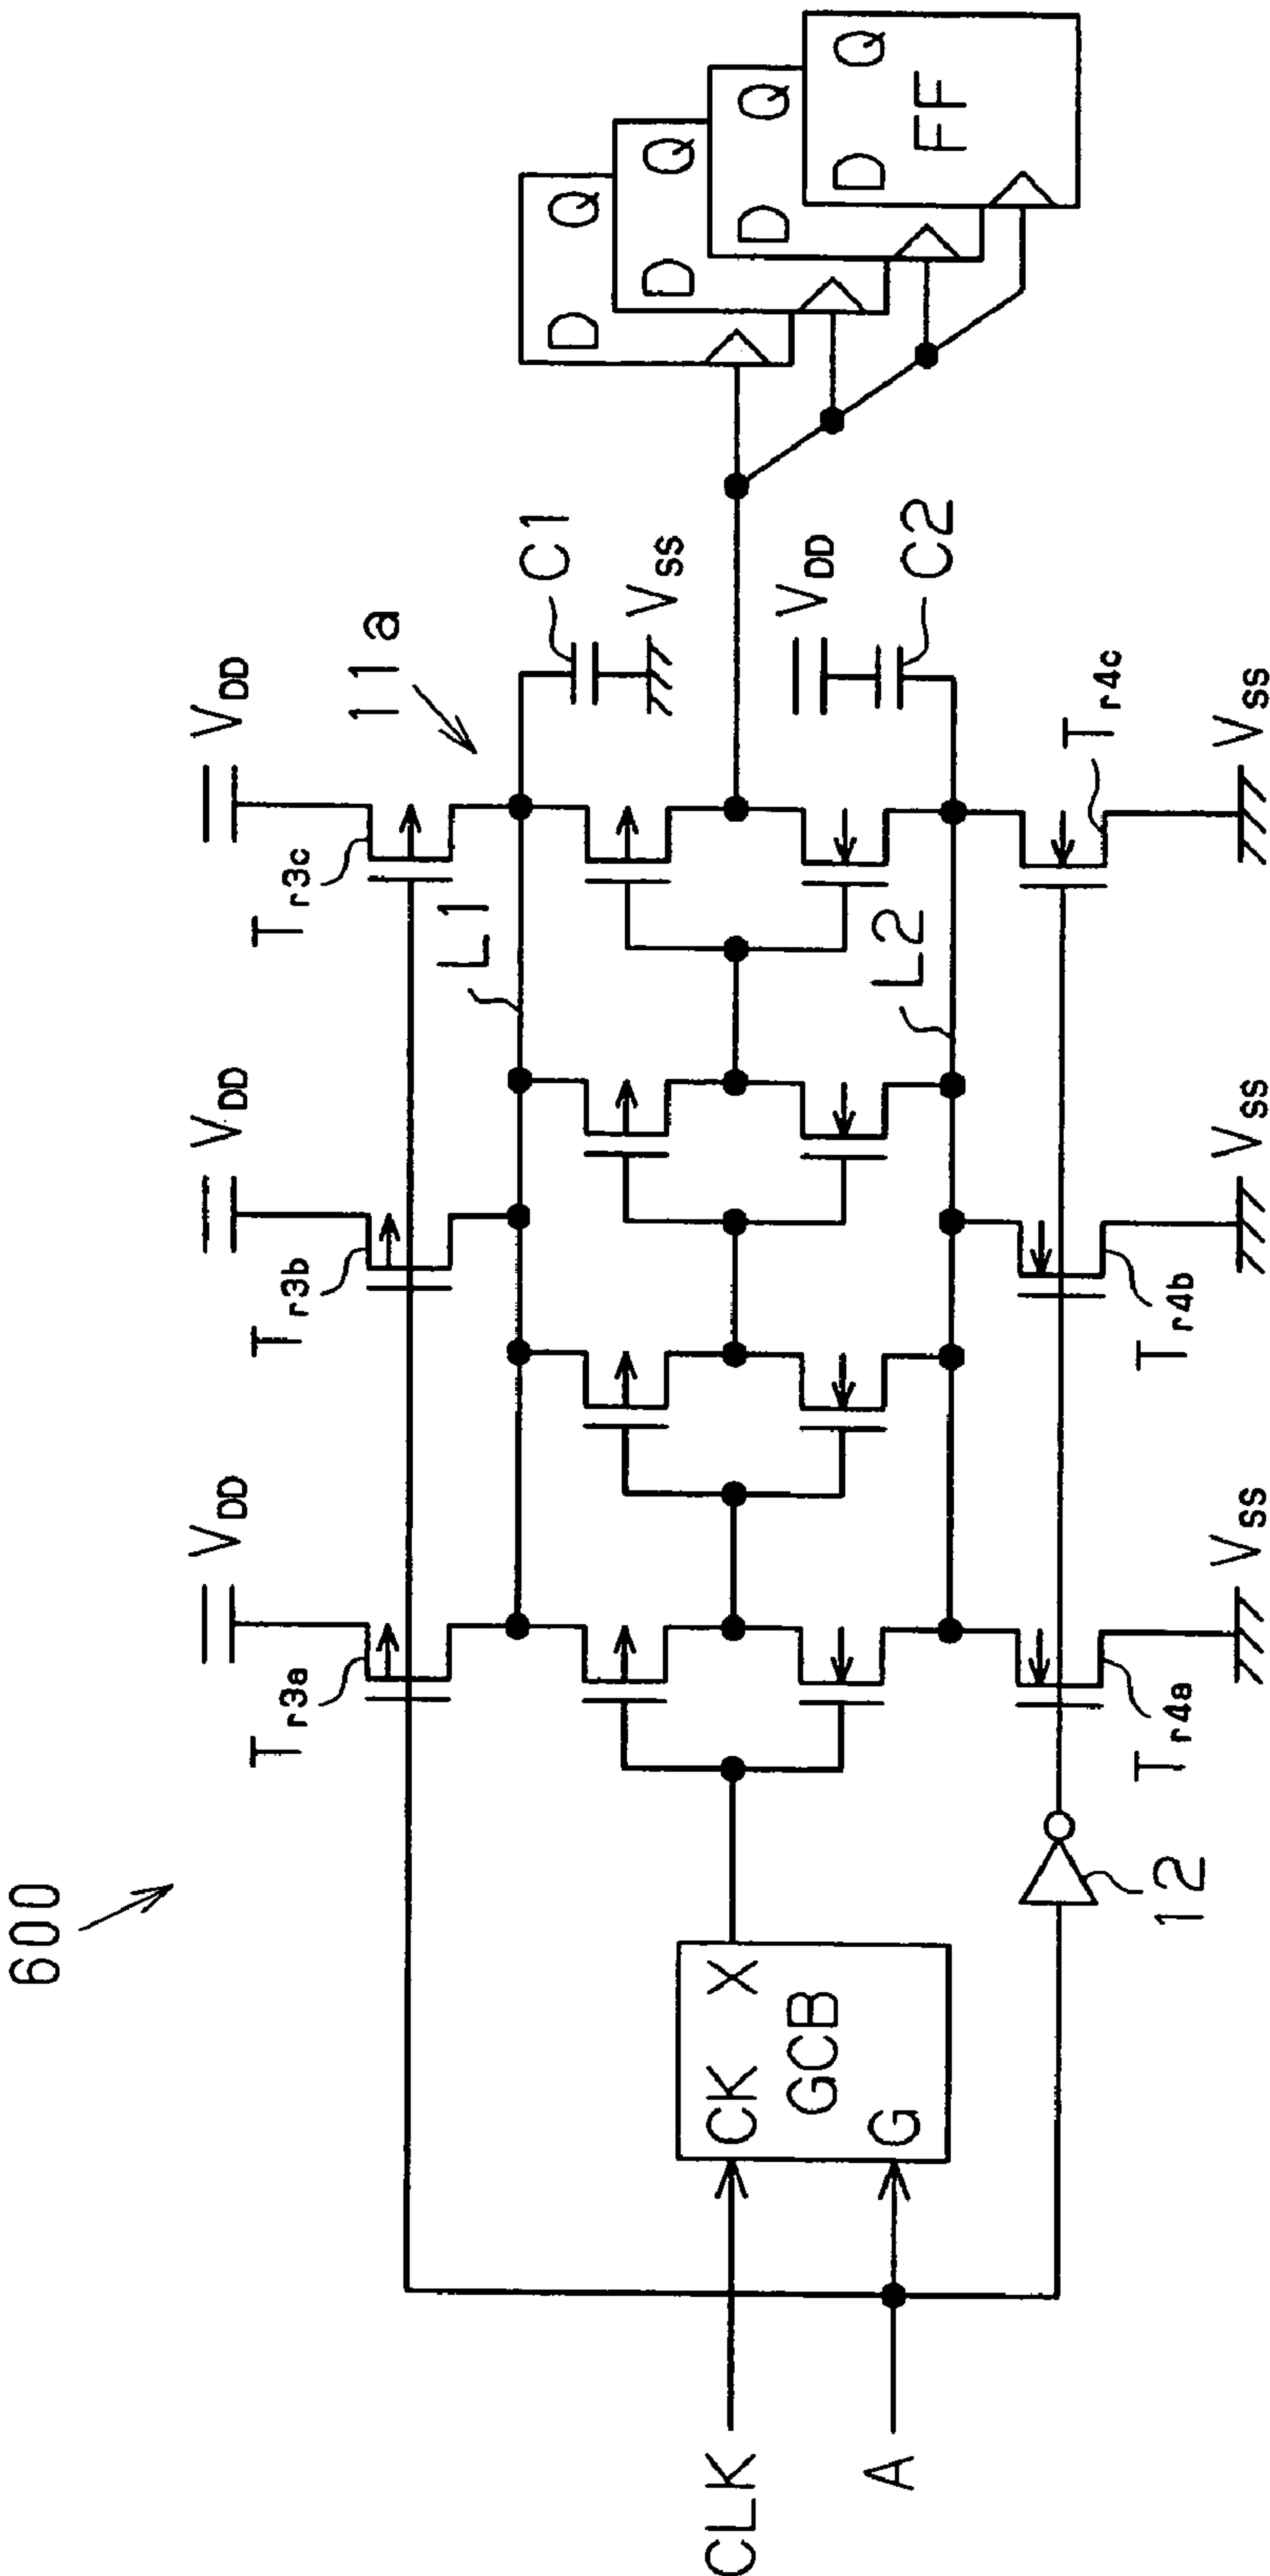 600
VDD
VDD
VDD
Tr3a
Tr3b
Tr3c
11a
L1
C1
VSS
D Q
D Q
D Q
D Q
FF
CLK
CK X
GCB
G
A
VDD
C2
L2
12
Tr4a
Tr4b
Tr4c
VSS
VSS
VSS